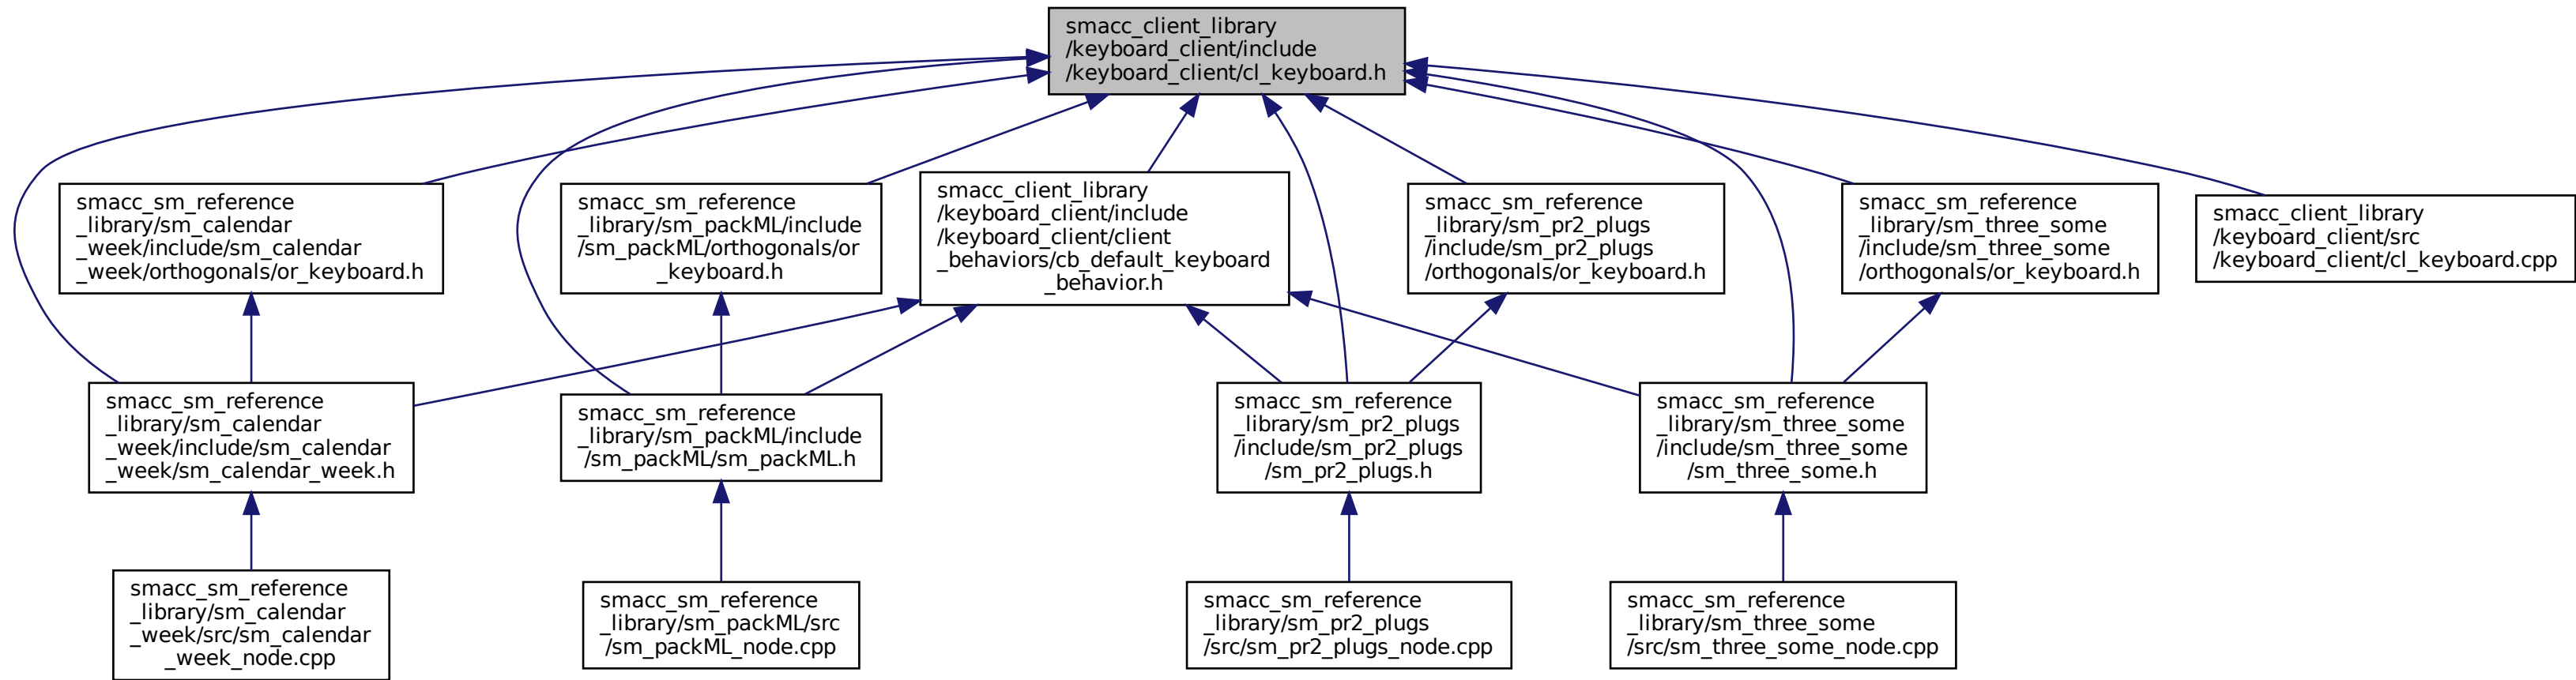 smacc_client_library
/keyboard_client/include
/keyboard_client/cl_keyboard.h
smacc_sm_reference
_library/sm_calendar
_week/include/sm_calendar
_week/orthogonals/or_keyboard.h
smacc_sm_reference
_library/sm_packML/include
/sm_packML/orthogonals/or
_keyboard.h
smacc_client_library
/keyboard_client/include
/keyboard_client/client
_behaviors/cb_default_keyboard
_behavior.h
smacc_sm_reference
_library/sm_pr2_plugs
/include/sm_pr2_plugs
/orthogonals/or_keyboard.h
smacc_sm_reference
_library/sm_three_some
/include/sm_three_some
/orthogonals/or_keyboard.h
smacc_client_library
/keyboard_client/src
/keyboard_client/cl_keyboard.cpp
smacc_sm_reference
_library/sm_calendar
_week/include/sm_calendar
_week/sm_calendar_week.h
smacc_sm_reference
_library/sm_packML/include
/sm_packML/sm_packML.h
smacc_sm_reference
_library/sm_pr2_plugs
/include/sm_pr2_plugs
/sm_pr2_plugs.h
smacc_sm_reference
_library/sm_three_some
/include/sm_three_some
/sm_three_some.h
smacc_sm_reference
_library/sm_calendar
_week/src/sm_calendar
_week_node.cpp
smacc_sm_reference
_library/sm_packML/src
/sm_packML_node.cpp
smacc_sm_reference
_library/sm_pr2_plugs
/src/sm_pr2_plugs_node.cpp
smacc_sm_reference
_library/sm_three_some
/src/sm_three_some_node.cpp